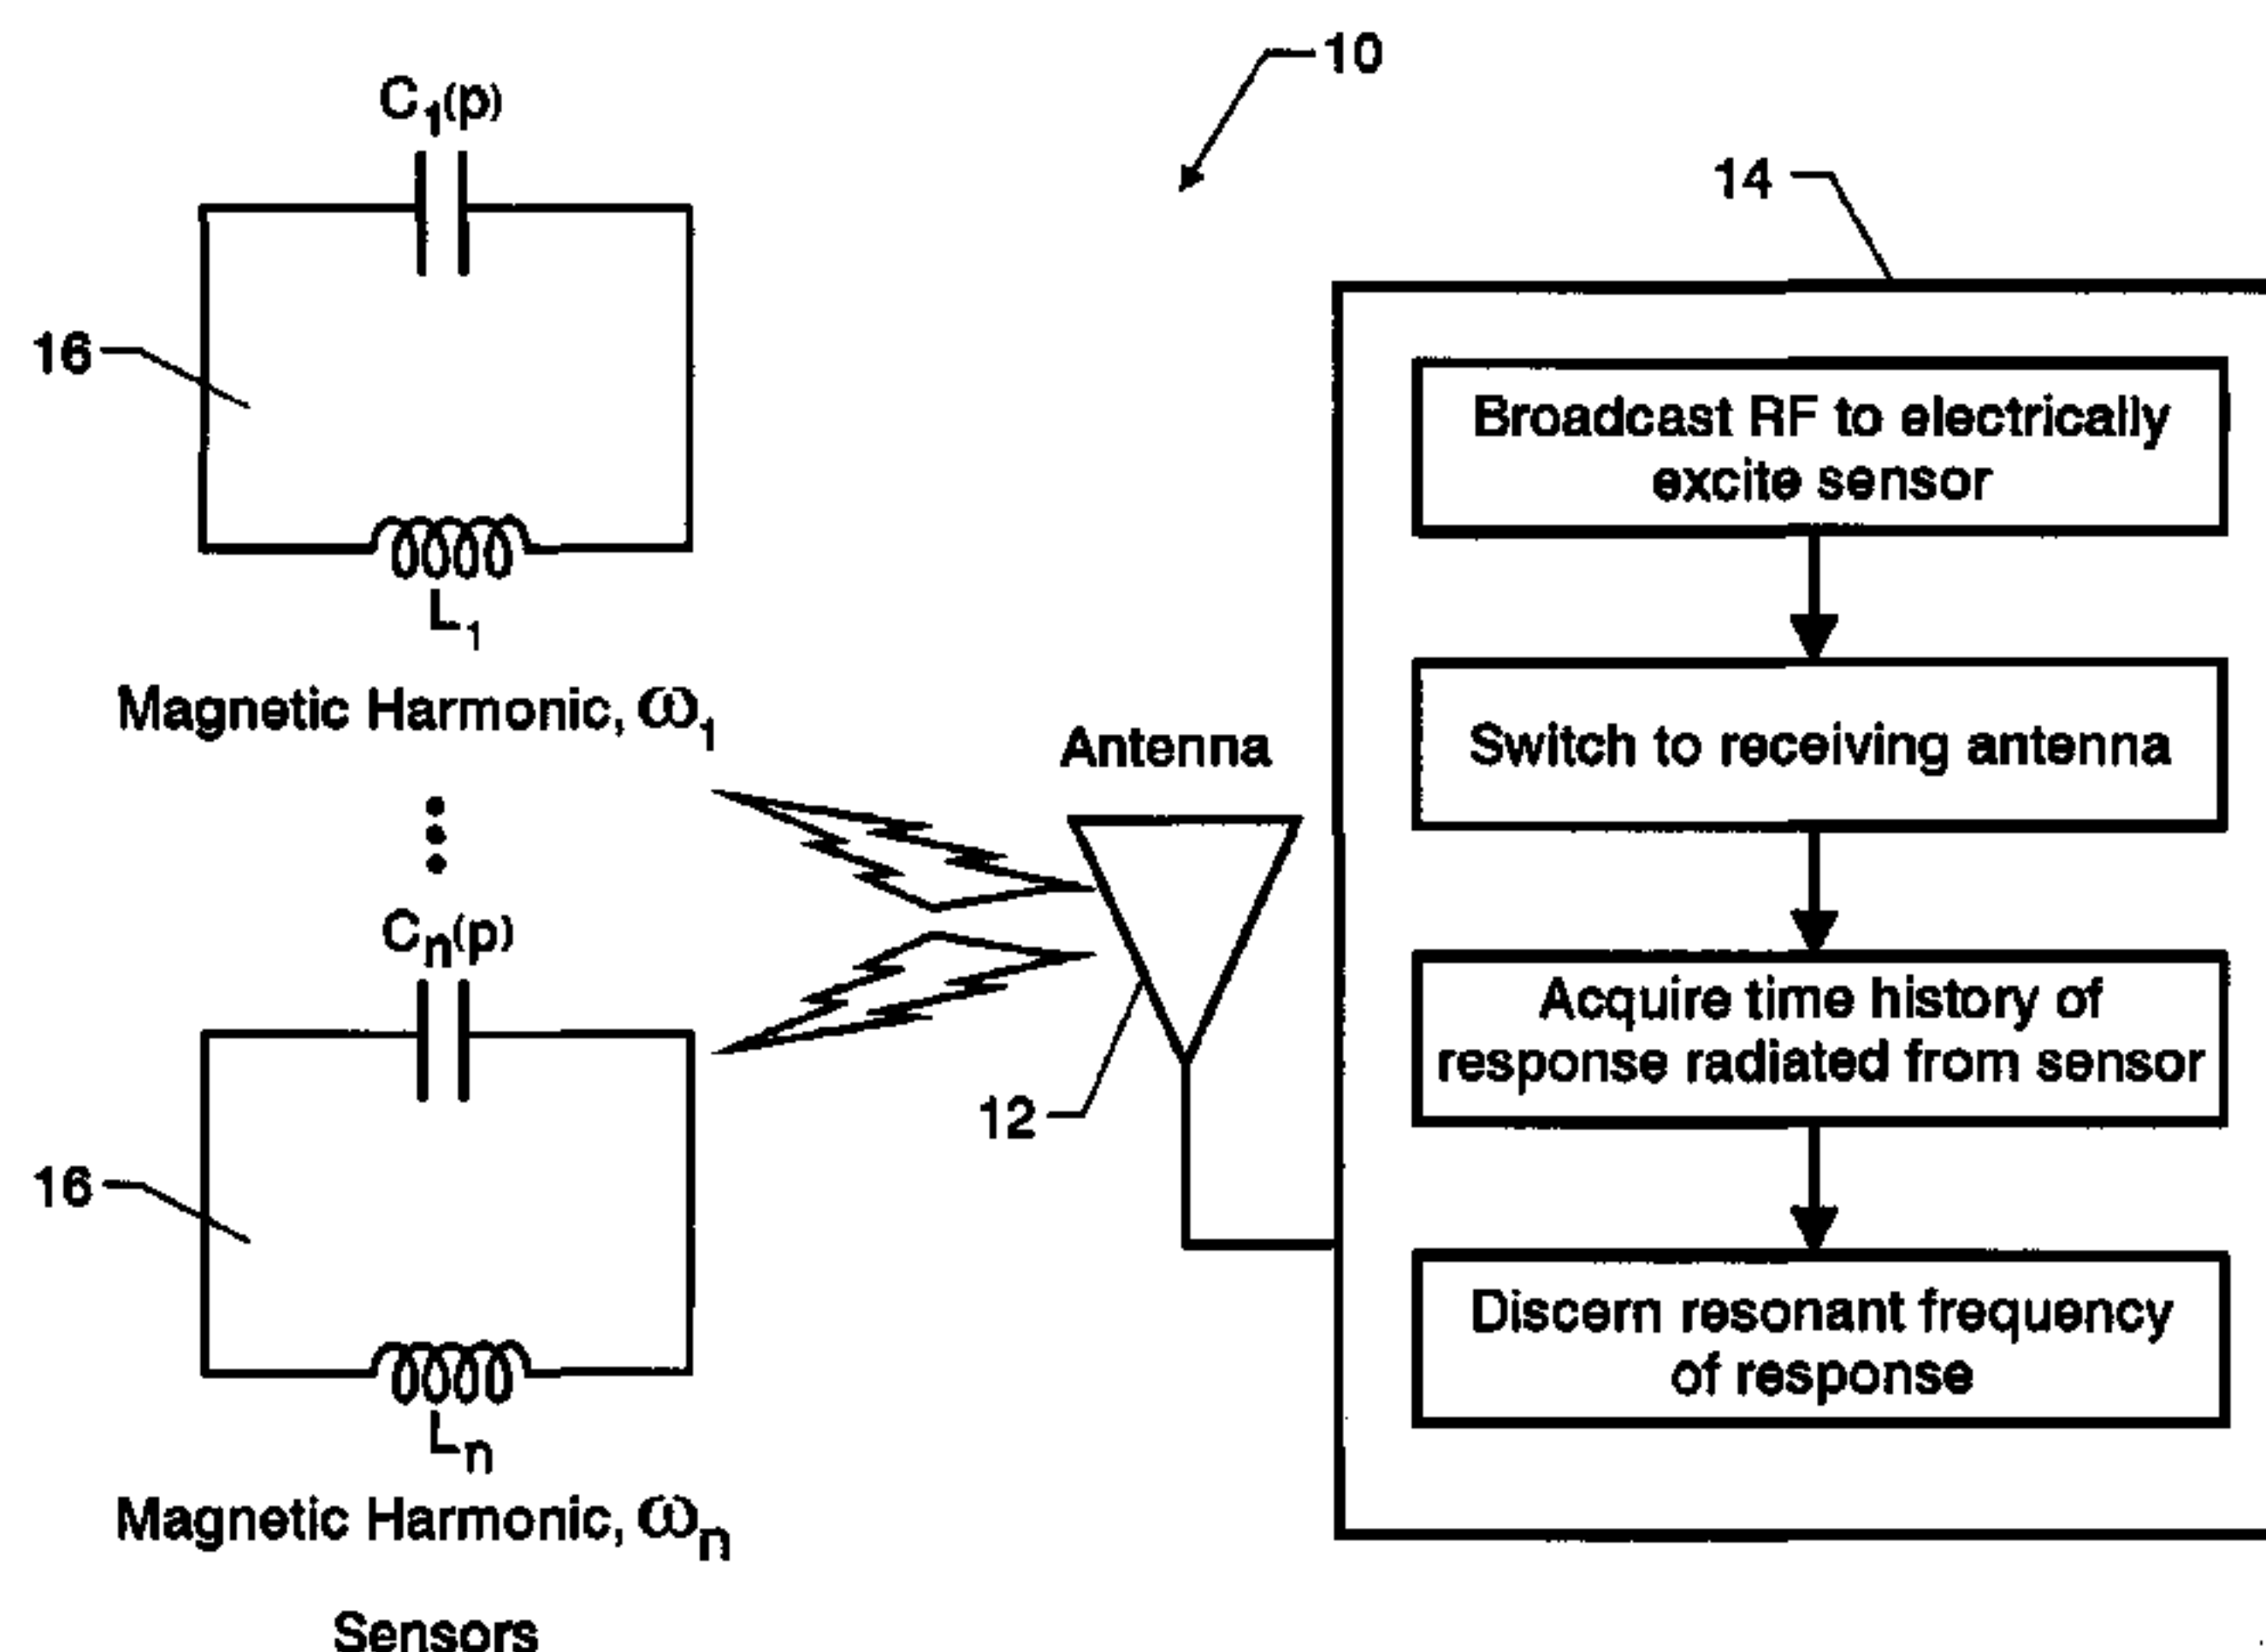 10
C₁(p)
14
16
L₁
Magnetic Harmonic, ω₁
Cₙ(p)
16
Lₙ
Magnetic Harmonic, ωₙ
Sensors
Antenna
12
Broadcast RF to electrically
excite sensor
Switch to receiving antenna
Acquire time history of
response radiated from sensor
Discern resonant frequency
of response